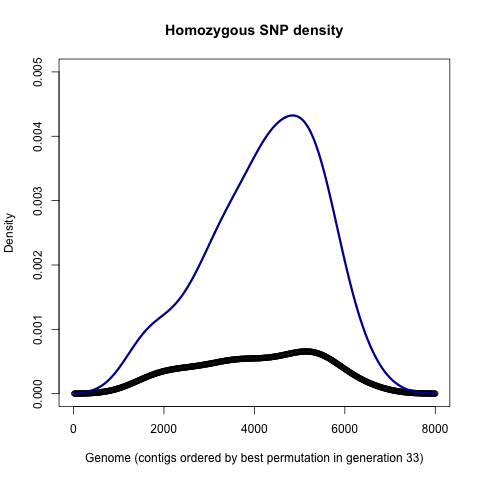 Homozygous SNP density
Density
0.005
0.004
0.003
0.002
0.001
0.000
0 2000 4000 6000 8000
Genome (contigs ordered by best permutation in generation 33)